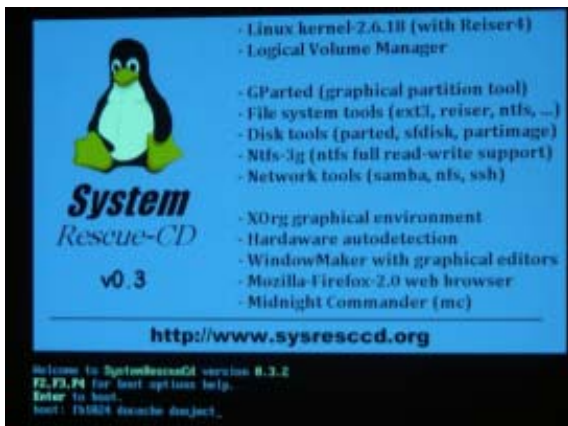 - Linux kernel-2.6.18 (with Reiser4)
- Logical Volume Manager
- GParted (graphical partition tool)
- File system tools (ext3, reiser, ntfs, ...)
- Disk tools (parted, sfdisk, partimage)
- Ntfs-3g (ntfs full read-write support)
- Network tools (samba, nfs, ssh)
- XOrg graphical environment
- Hardaware autodetection
- WindowMaker with graphical editors
- Mozilla-Firefox-2.0 web browser
- Midnight Commander (mc)
System
Rescue-CD
v0.3
http://www.sysresccd.org
Welcome to SystemRescueCd version 0.3.2
F2,F3,F4 for boot options help.
Enter to boot.
boot: fb1024 docache doeject_